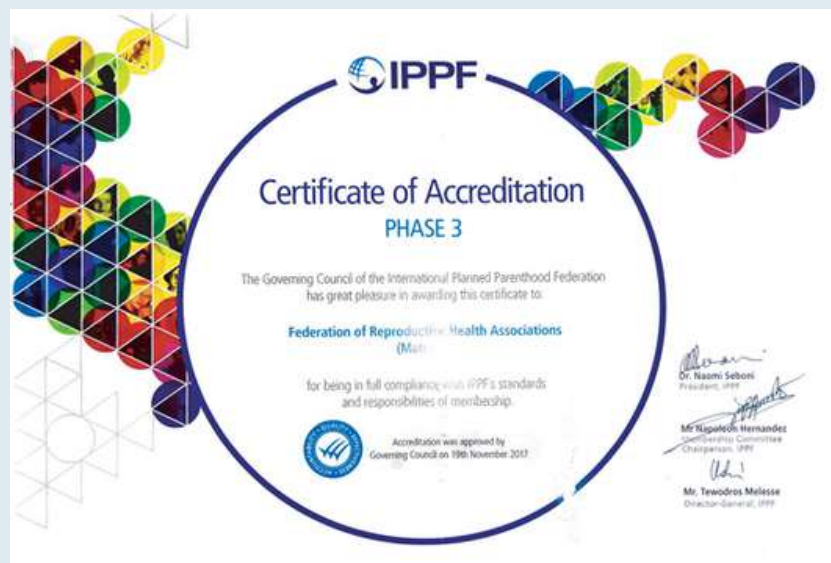 IPPF
Certificate of Accreditation
PHASE 3
The Governing Council of the International Planned Parenthood Federation
has great pleasure in awarding this certificate to:
Federation of Reproductive Health Associations
for being in full compliance with IPPF's standards
and responsibilities of membership.
ACCOUNTABILITY • QUALITY • EFFECTIVENESS
Accreditation was approved by
Governing Council on 19th November 2017
Dr. Naomi Seboni
President, IPPF
Mr Napoleon Hernandez
Membership Committee
Chairperson, IPPF
Mr. Tewodros Melesse
Director-General, IPPF